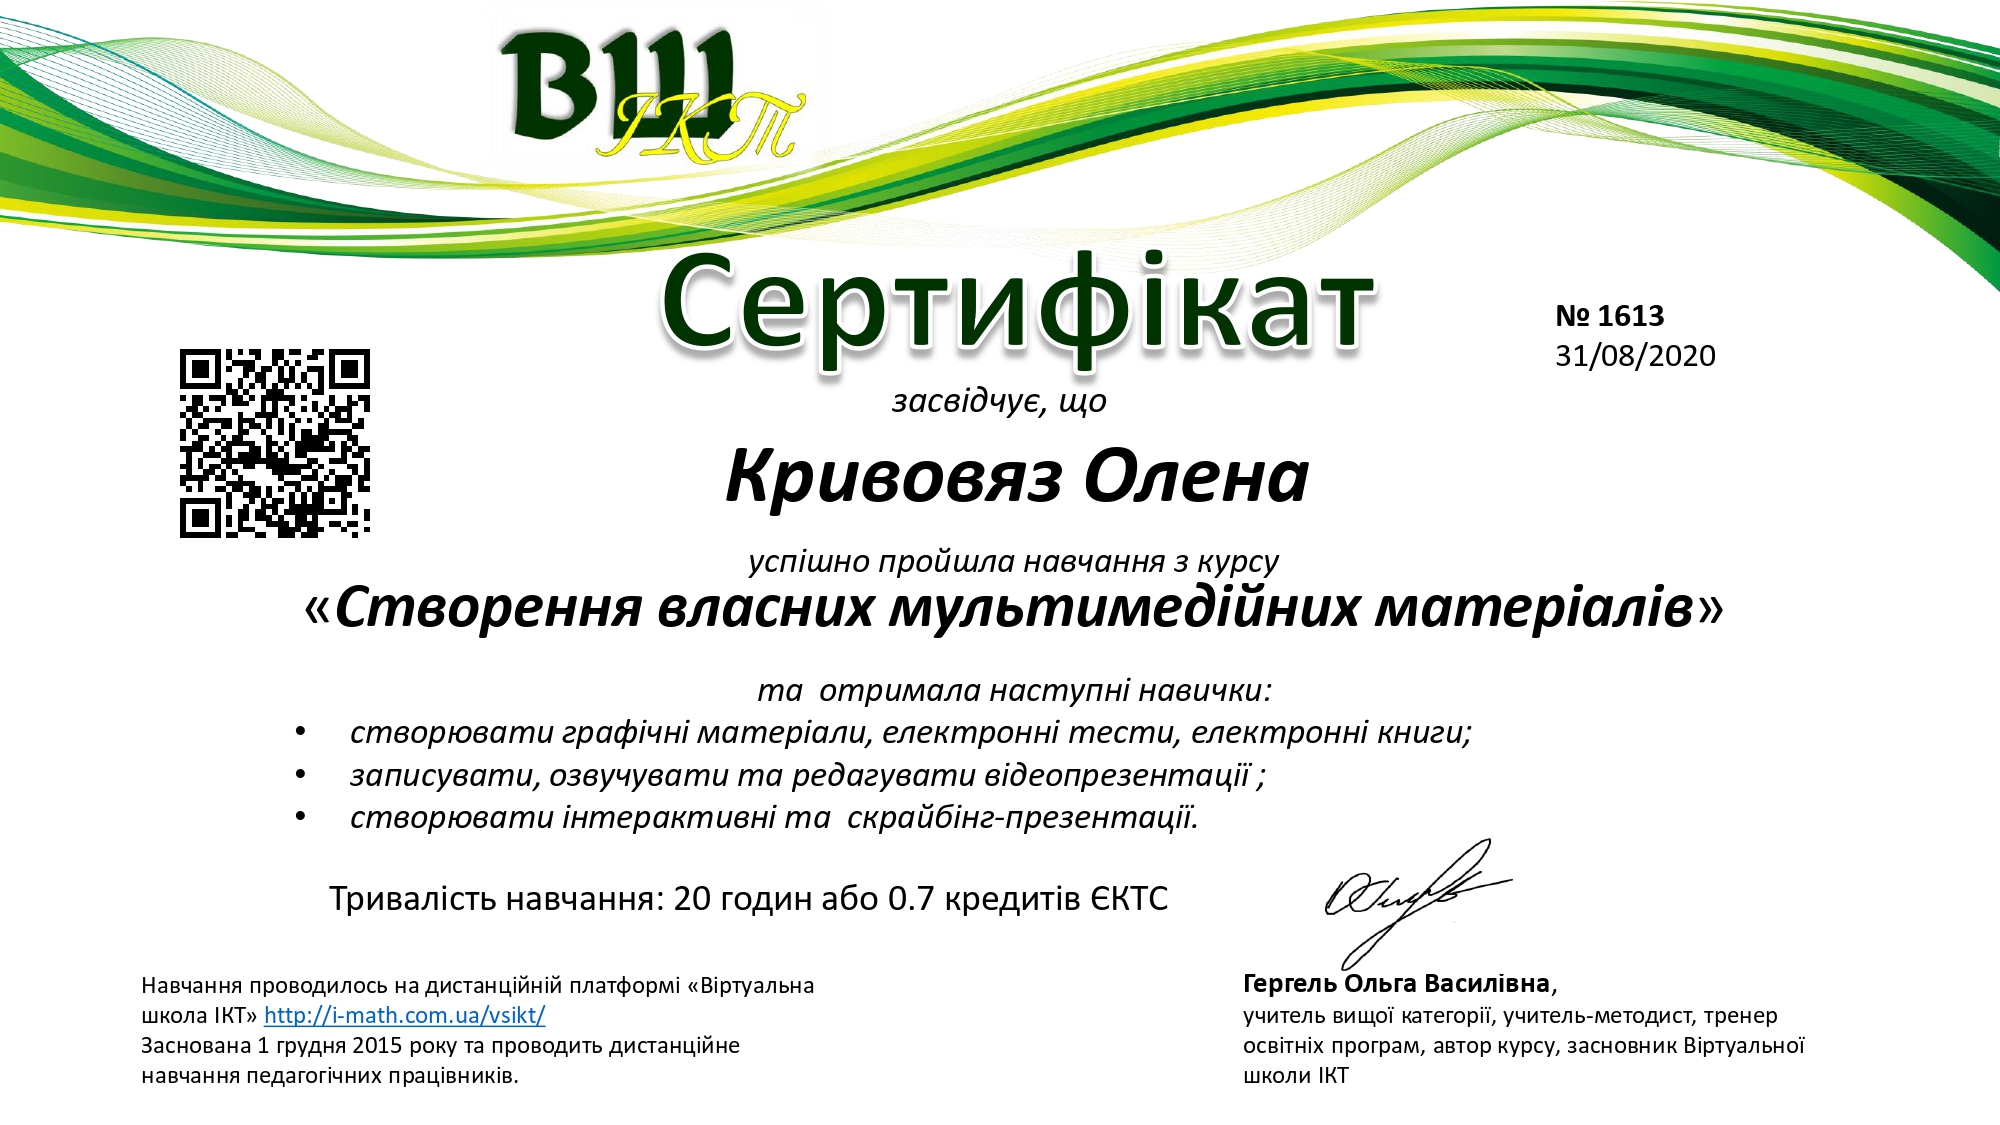 ВШ
ІКТ
Сертифікат
№ 1613
31/08/2020
засвідчує, що
Кривовяз Олена
успішно пройшла навчання з курсу
«Створення власних мультимедійних матеріалів»
та отримала наступні навички:
• створювати графічні матеріали, електронні тести, електронні книги;
• записувати, озвучувати та редагувати відеопрезентації ;
• створювати інтерактивні та скрайбінг-презентації.
Тривалість навчання: 20 годин або 0.7 кредитів ЄКТС
Навчання проводилось на дистанційній платформі «Віртуальна
школа ІКТ» http://i-math.com.ua/vsikt/
Заснована 1 грудня 2015 року та проводить дистанційне
навчання педагогічних працівників.
Гергель Ольга Василівна,
учитель вищої категорії, учитель-методист, тренер
освітніх програм, автор курсу, засновник Віртуальної
школи ІКТ